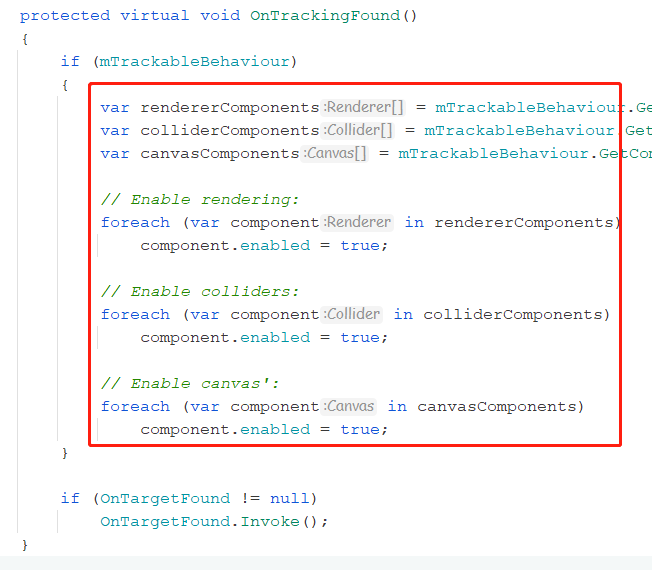 protected virtual void OnTrackingFound()
{
if (mTrackableBehaviour)
{
var rendererComponents :Renderer[] = mTrackableBehaviour.Ge
var colliderComponents :Collider[] = mTrackableBehaviour.Get
var canvasComponents :Canvas[] = mTrackableBehaviour.GetCon
// Enable rendering:
foreach (var component :Renderer in rendererComponents)
component.enabled = true;
// Enable colliders:
foreach (var component :Collider in colliderComponents)
component.enabled = true;
// Enable canvas':
foreach (var component :Canvas in canvasComponents)
component.enabled = true;
}
if (OnTargetFound != null)
OnTargetFound.Invoke();
}